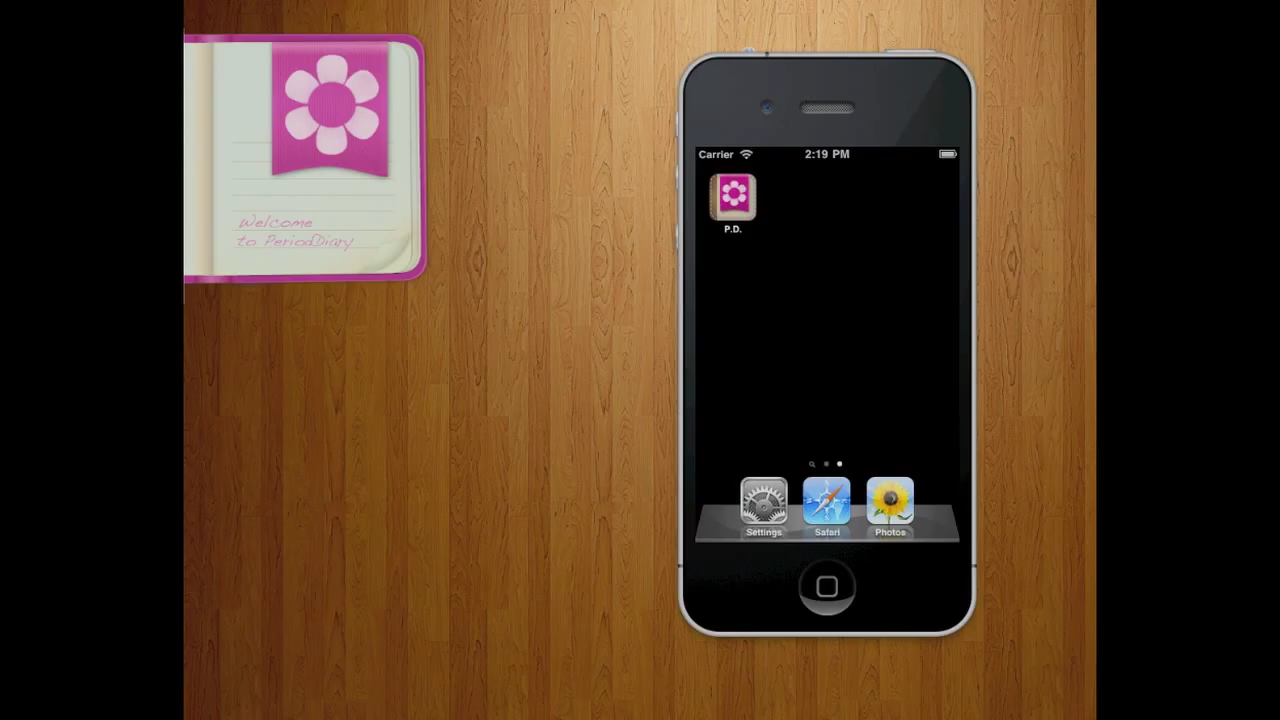 Welcome
to PeriodDiary
Carrier
2:19 PM
P.D.
Settings
Safari
Photos